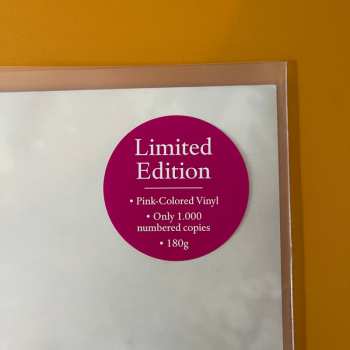 Limited
Edition
• Pink-Colored Vinyl
• Only 1.000
numbered copies
• 180g